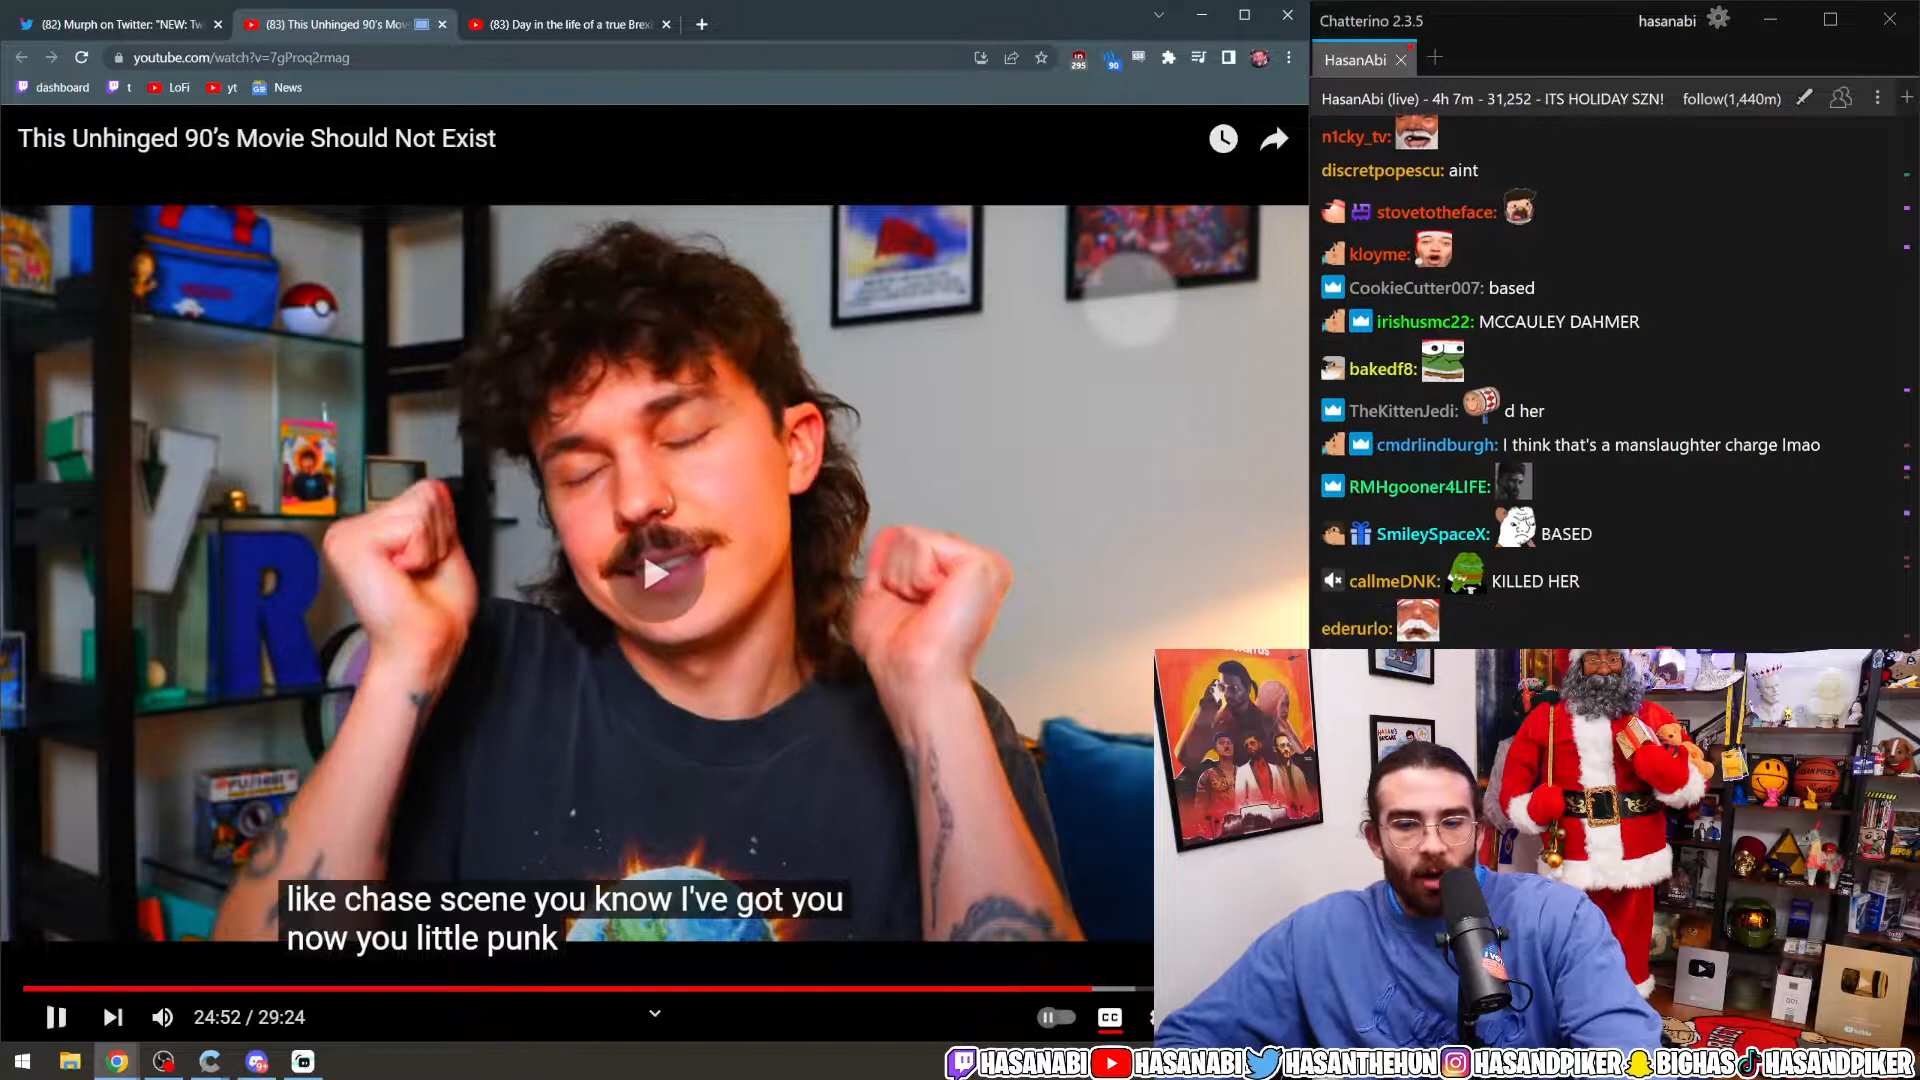 (82) Murph on Twitter: "NEW: Tw
(83) This Unhinged 90's Mov
(83) Day in the life of a true Brex
youtube.com/watch?v=7gProq2rmag
295
90
dashboard
t
LoFi
yt
News
This Unhinged 90's Movie Should Not Exist
like chase scene you know I've got you
now you little punk
24:52 / 29:24
CC
Chatterino 2.3.5
hasanabi
HasanAbi
HasanAbi (live) - 4h 7m - 31,252 - ITS HOLIDAY SZN!
follow(1,440m)
n1cky_tv:
discretpopescu: aint
stovetotheface:
kloyme:
CookieCutter007: based
irishusmc22: MCCAULEY DAHMER
bakedf8:
TheKittenJedi: d her
cmdrlindburgh: I think that's a manslaughter charge lmao
RMHgooner4LIFE:
SmileySpaceX: BASED
callmeDNK: KILLED HER
ederurlo:
HASANABI
HASANABI
HASANTHEHUN
HASANDPIKER
BIGHAS
HASANDPIKER